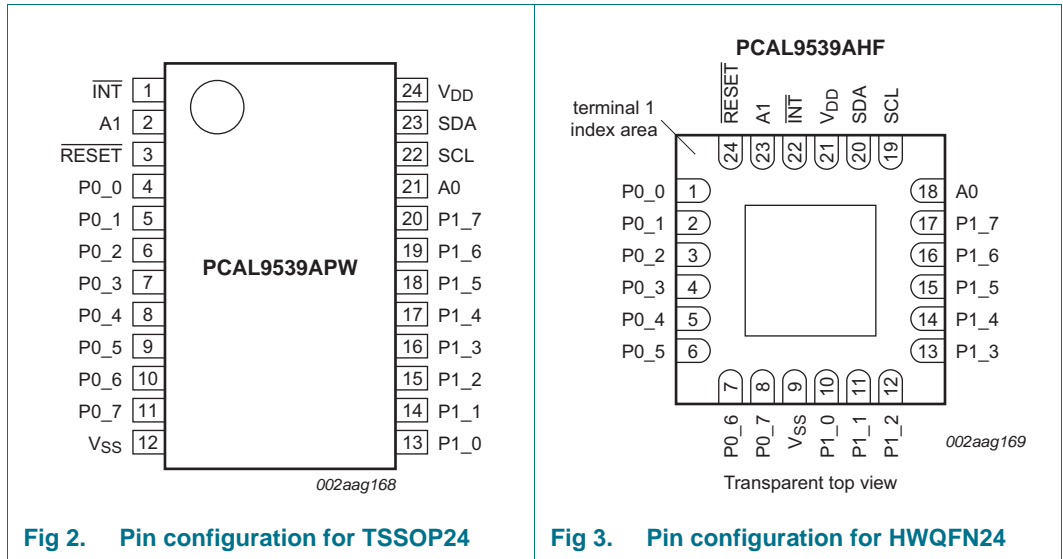 INT 1
A1 2
RESET 3
P0_0 4
P0_1 5
P0_2 6
P0_3 7
P0_4 8
P0_5 9
P0_6 10
P0_7 11
VSS 12
PCAL9539APW
24 VDD
23 SDA
22 SCL
21 A0
20 P1_7
19 P1_6
18 P1_5
17 P1_4
16 P1_3
15 P1_2
14 P1_1
13 P1_0
002aag168
Fig 2. Pin configuration for TSSOP24
PCAL9539AHF
terminal 1
index area
RESET
A1
INT
VDD
SDA
SCL
24
23
22
21
20
19
P0_0 1
P0_1 2
P0_2 3
P0_3 4
P0_4 5
P0_5 6
18 A0
17 P1_7
16 P1_6
15 P1_5
14 P1_4
13 P1_3
7
8
9
10
11
12
P0_6
P0_7
VSS
P1_0
P1_1
P1_2
002aag169
Transparent top view
Fig 3. Pin configuration for HWQFN24